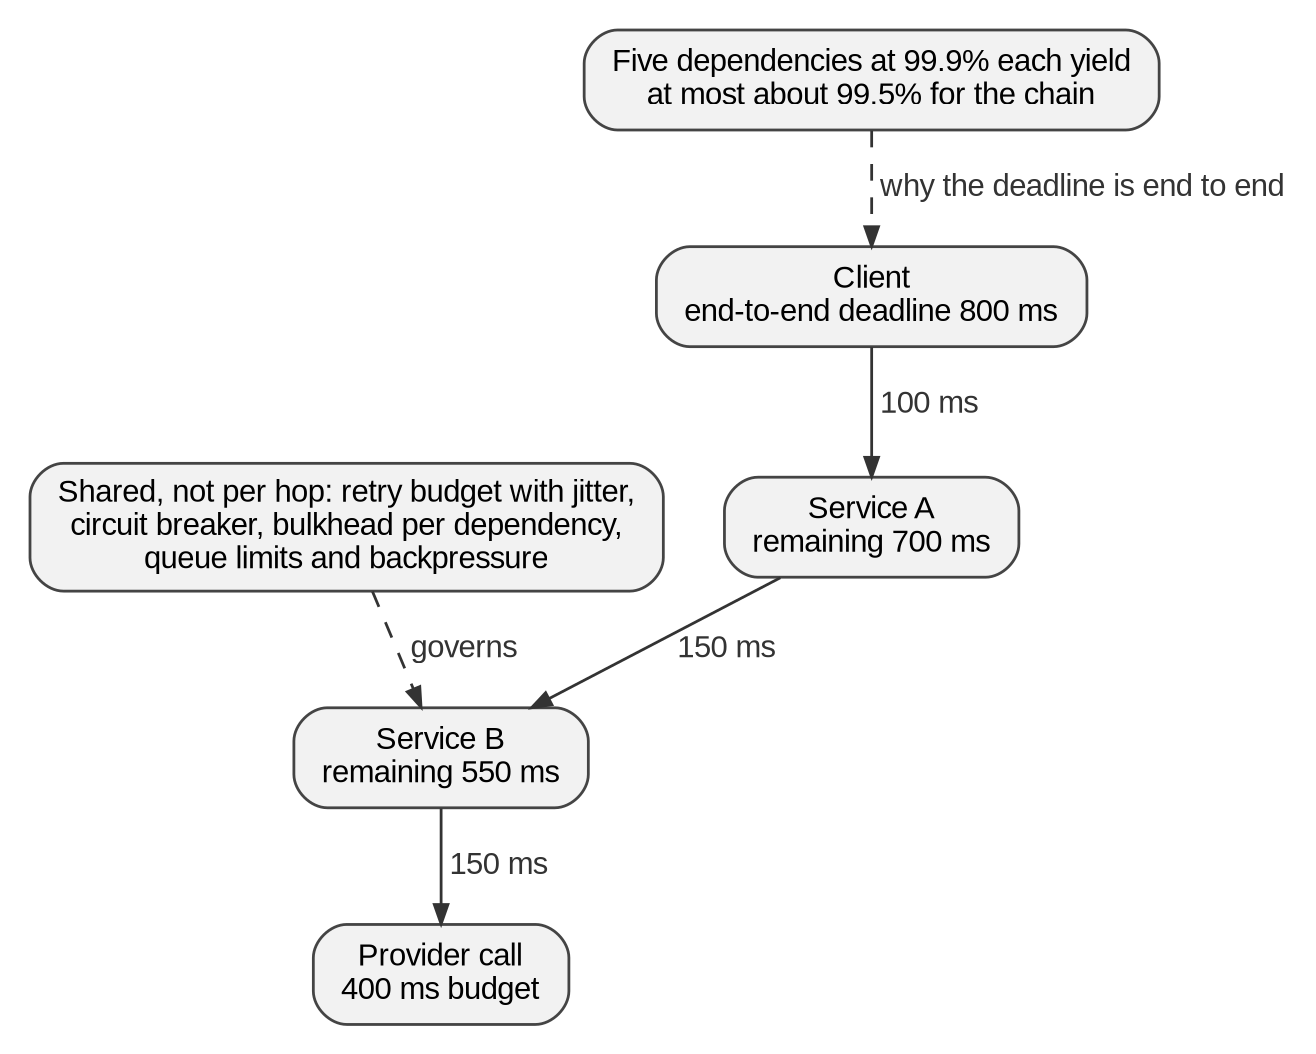 Five dependencies at 99.9% each yield
at most about 99.5% for the chain
why the deadline is end to end
Client
end-to-end deadline 800 ms
100 ms
Shared, not per hop: retry budget with jitter,
circuit breaker, bulkhead per dependency,
queue limits and backpressure
Service A
remaining 700 ms
governs
150 ms
Service B
remaining 550 ms
150 ms
Provider call
400 ms budget